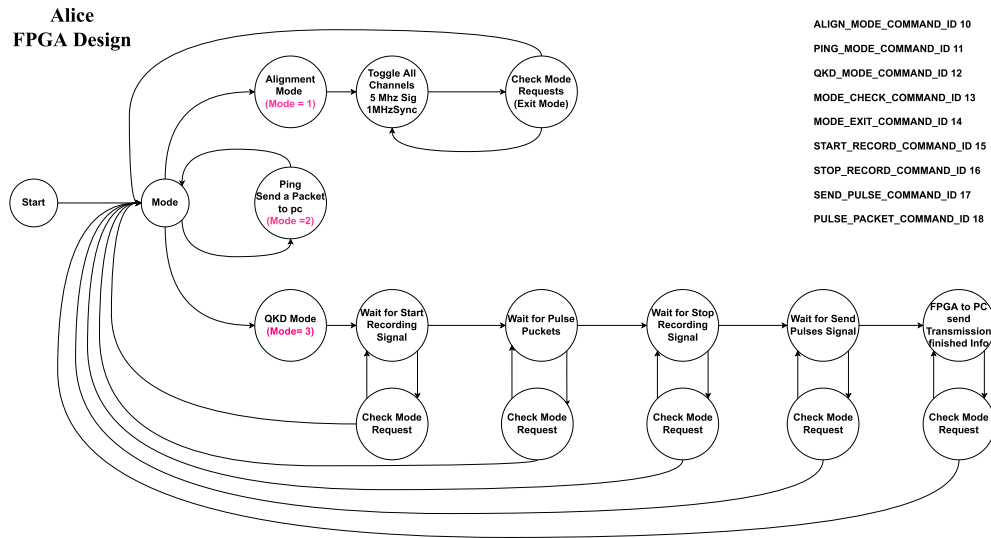 Alice
FPGA Design
ALIGN_MODE_COMMAND_ID 10
PING_MODE_COMMAND_ID 11
QKD_MODE_COMMAND_ID 12
MODE_CHECK_COMMAND_ID 13
MODE_EXIT_COMMAND_ID 14
START_RECORD_COMMAND_ID 15
STOP_RECORD_COMMAND_ID 16
SEND_PULSE_COMMAND_ID 17
PULSE_PACKET_COMMAND_ID 18
Alignment
Mode
(Mode = 1)
Toggle All
Channels
5 Mhz Sig
1MHzSync
Check Mode
Requests
(Exit Mode)
Start
Mode
Ping
Send a Packet
to pc
(Mode =2)
QKD Mode
(Mode= 3)
Wait for Start
Recording
Signal
Wait for Pulse
Puckets
Wait for Stop
Recording
Signal
Wait for Send
Pulses Signal
FPGA to PC
send
Transmission
finished Info
Check Mode
Request
Check Mode
Request
Check Mode
Request
Check Mode
Request
Check Mode
Request